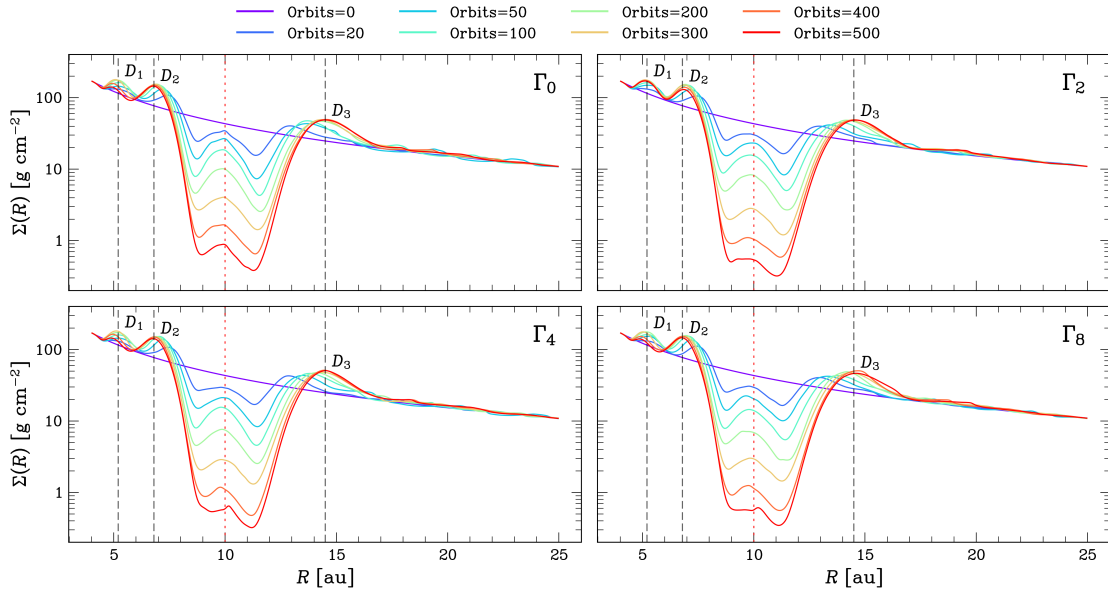 Orbits=0 Orbits=50 Orbits=200 Orbits=400
Orbits=20 Orbits=100 Orbits=300 Orbits=500
D₁ D₂ D₃ Γ₀
D₁ D₂ D₃ Γ₂
100
10
1
Σ(R) [g cm⁻²]
D₁ D₂ D₃ Γ₄
D₁ D₂ D₃ Γ₈
100
10
1
Σ(R) [g cm⁻²]
5 10 15 20 25
5 10 15 20 25
R [au]
R [au]